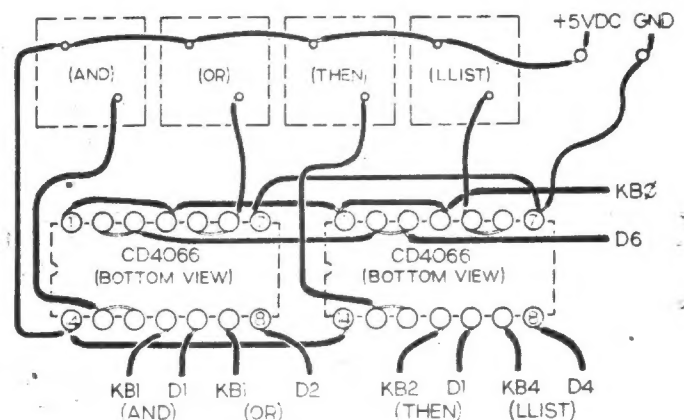 +5VDC GND
(AND) (OR) (THEN) (LLIST)
KBØ
1 7
D6
CD4066 CD4066
(BOTTOM VIEW) (BOTTOM VIEW)
14 8 14 8
KB1 D1 KB1 D2 KB2 D1 KB4 D4
(AND) (OR) (THEN) (LLIST)